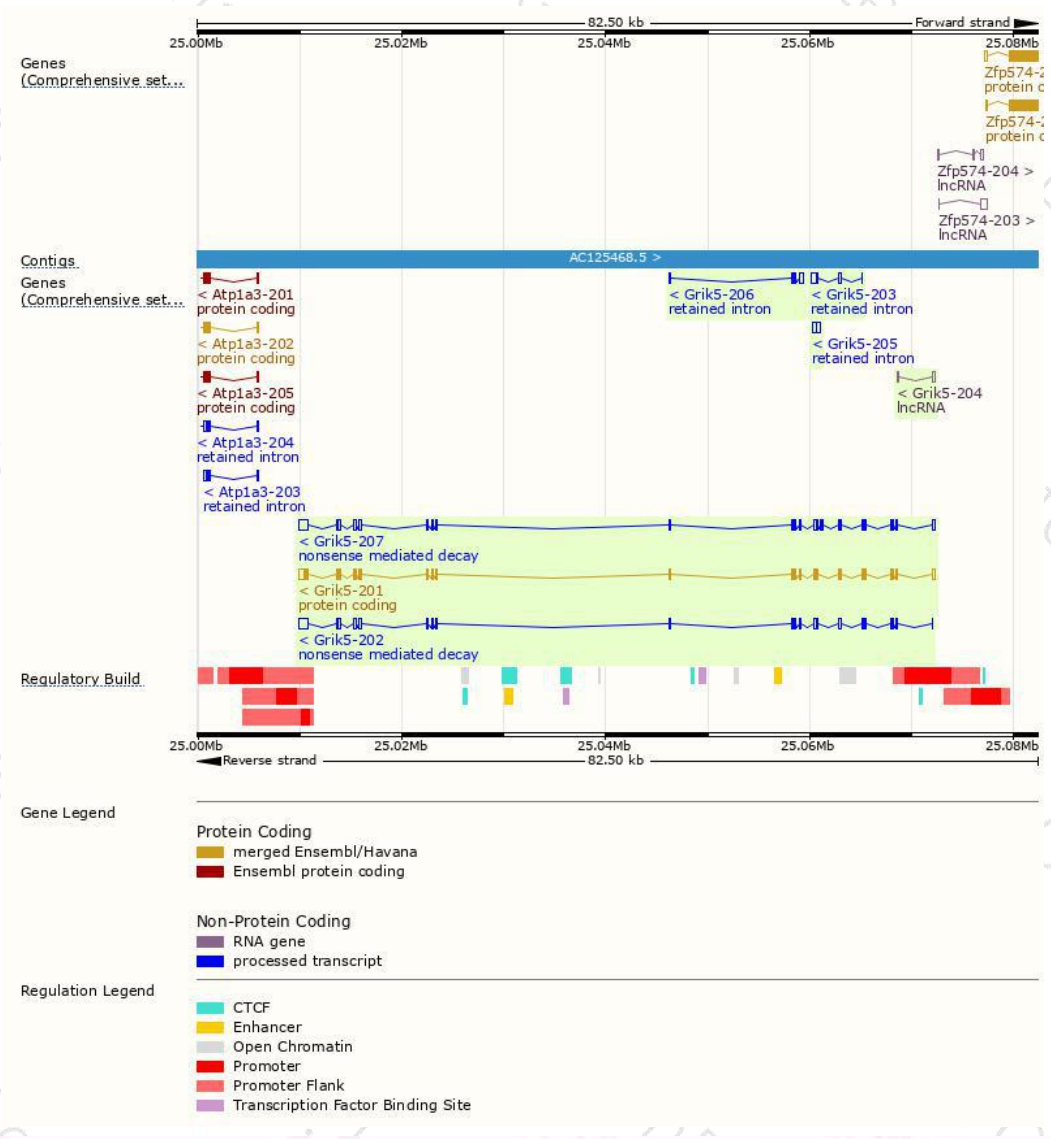 82.50 kb Forward strand
25.00Mb 25.02Mb 25.04Mb 25.06Mb 25.08Mb
Genes
(Comprehensive set...
Zfp574-2
protein c
Zfp574-2
protein c
Zfp574-204 >
lncRNA
Zfp574-203 >
lncRNA
Contigs AC125468.5 >
Genes
(Comprehensive set...
< Atp1a3-201 < Grik5-206 < Grik5-203
protein coding retained intron retained intron
< Atp1a3-202 < Grik5-205
protein coding retained intron
< Atp1a3-205 < Grik5-204
protein coding lncRNA
< Atp1a3-204
retained intron
< Atp1a3-203
retained intron
< Grik5-207
nonsense mediated decay
< Grik5-201
protein coding
< Grik5-202
nonsense mediated decay
Regulatory Build
25.00Mb 25.02Mb 25.04Mb 25.06Mb 25.08Mb
Reverse strand 82.50 kb
Gene Legend
Protein Coding
merged Ensembl/Havana
Ensembl protein coding
Non-Protein Coding
RNA gene
processed transcript
Regulation Legend
CTCF
Enhancer
Open Chromatin
Promoter
Promoter Flank
Transcription Factor Binding Site